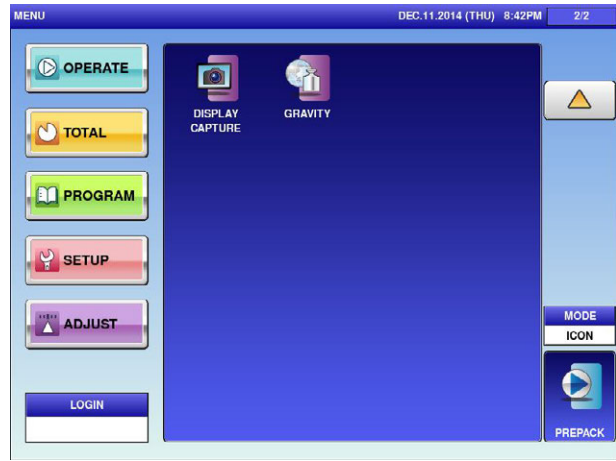 MENU DEC.11.2014 (THU) 8:42PM 2/2
OPERATE
TOTAL
PROGRAM
SETUP
ADJUST
LOGIN
DISPLAY
CAPTURE
GRAVITY
MODE
ICON
PREPACK